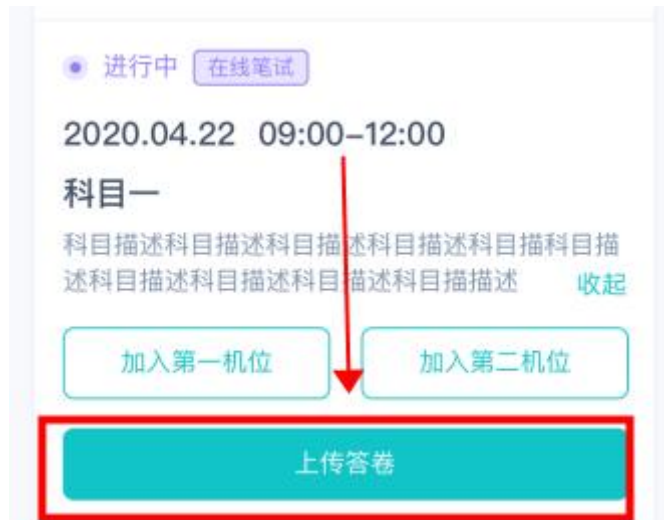 进行中 在线笔试
2020.04.22 09:00-12:00
科目一
科目描述科目描述科目描述科目描述科目描科目描
述科目描述科目描述科目描述科目描描述 收起
加入第一机位 加入第二机位
上传答卷